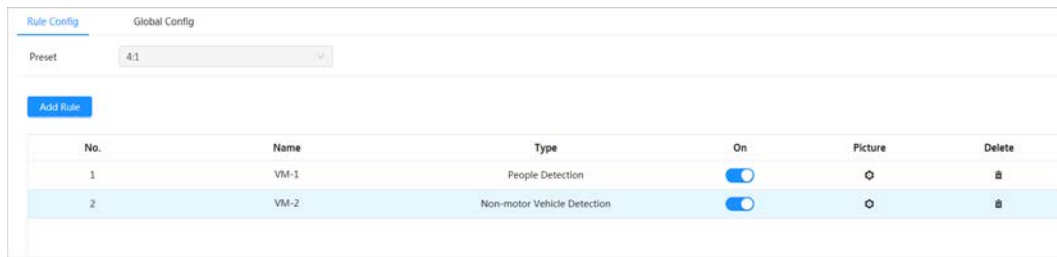 Rule Config Global Config
Preset 4:1
Add Rule
No. Name Type On Picture Delete
1 VM-1 People Detection
2 VM-2 Non-motor Vehicle Detection